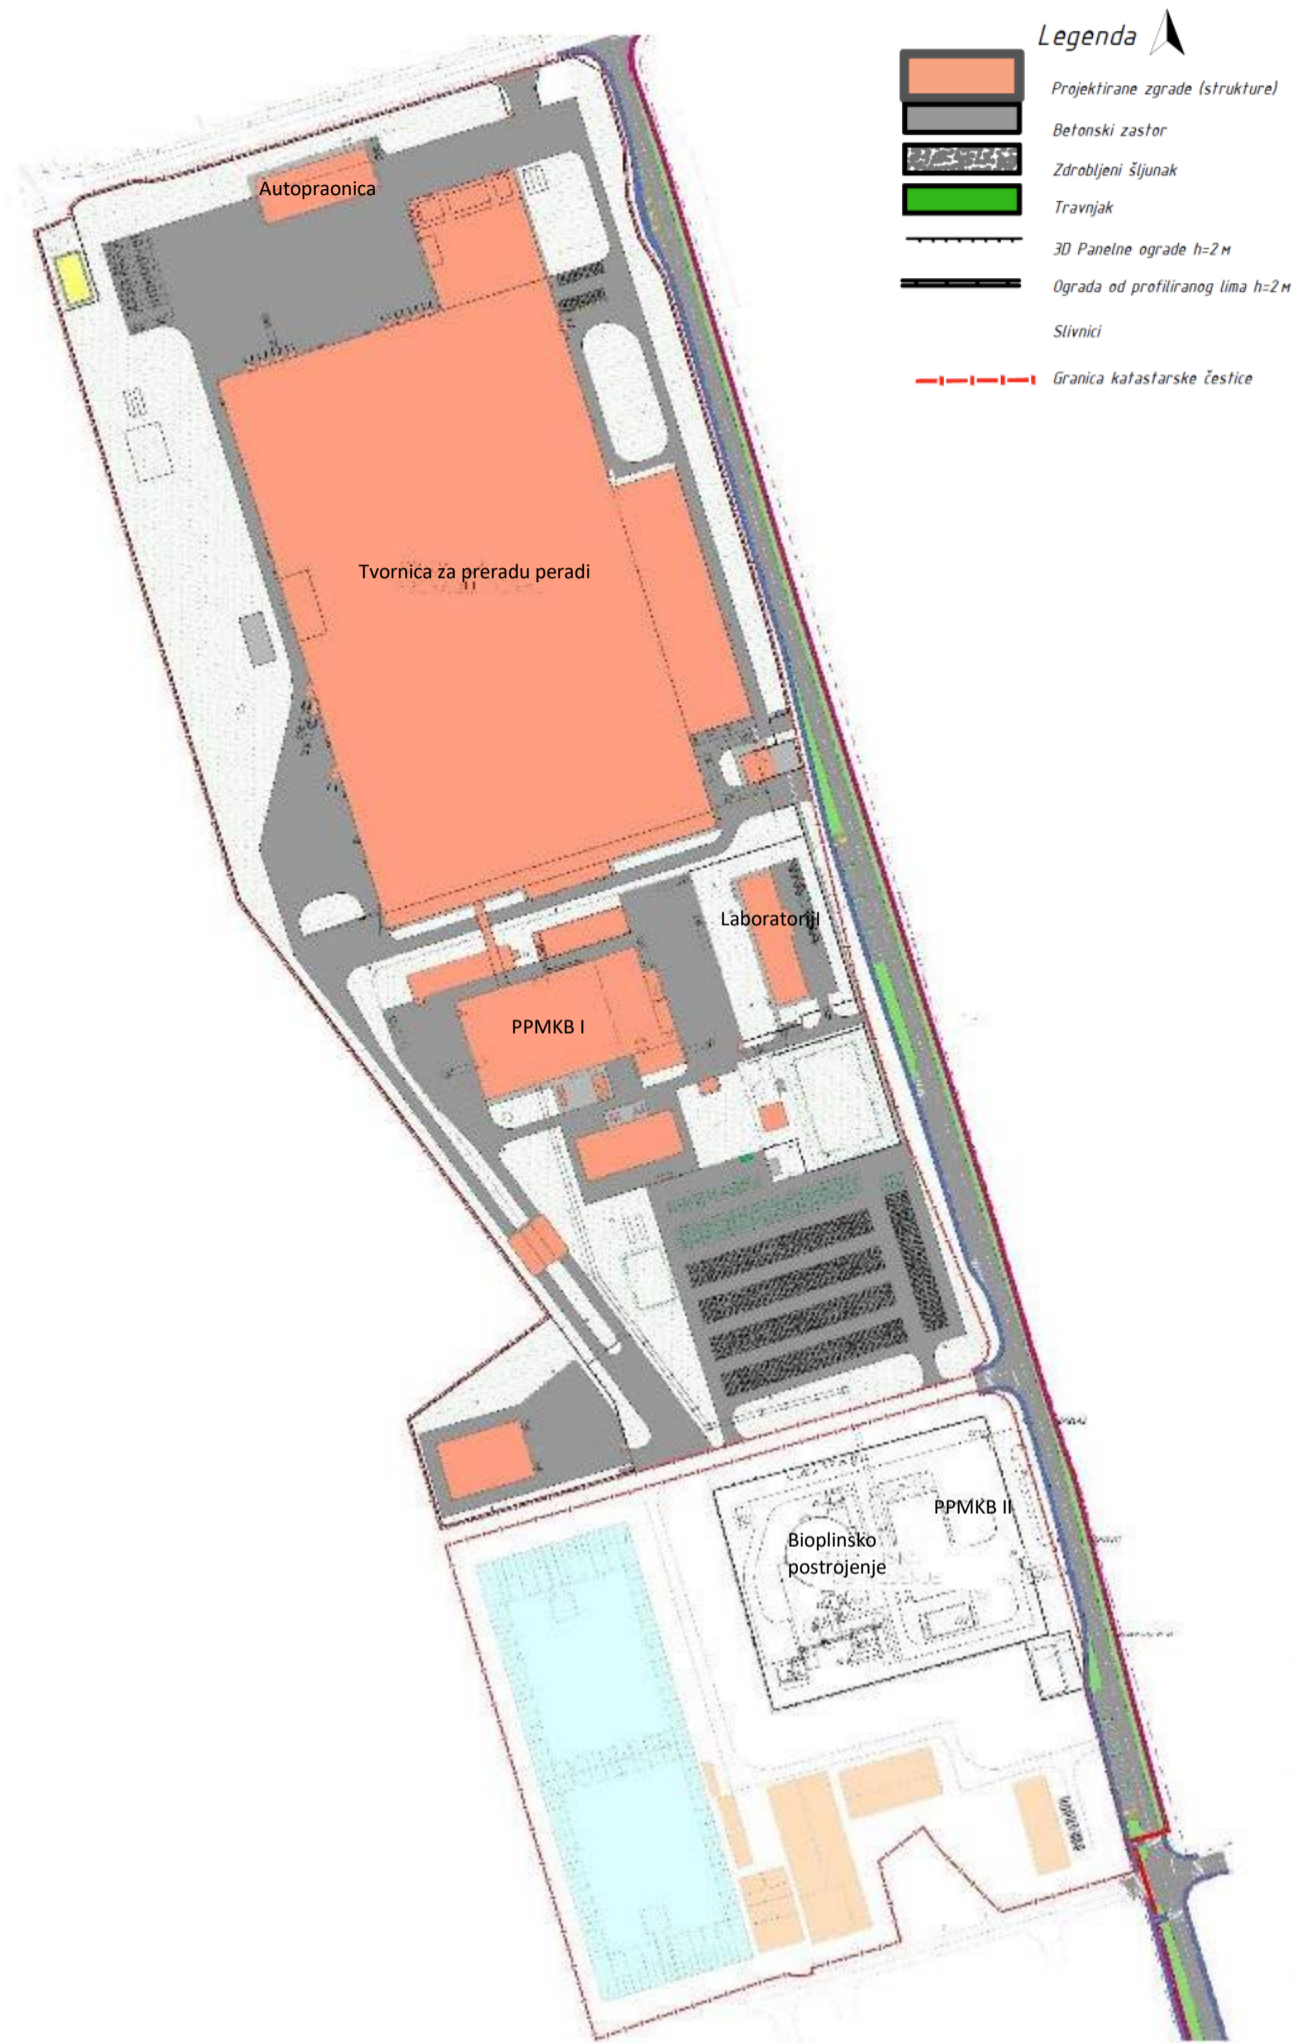 Legenda
Projektirane zgrade (strukture)
Betonski zastor
Zdrobljeni šljunak
Travnjak
3D Panelne ograde h=2 м
Ograda od profiliranog lima h=2 м
Slivnici
Granica katastarske čestice
Autopraonica
Tvornica za preradu peradi
LaboratorijI
PPMKB I
PPMKB II
Bioplinsko
postrojenje